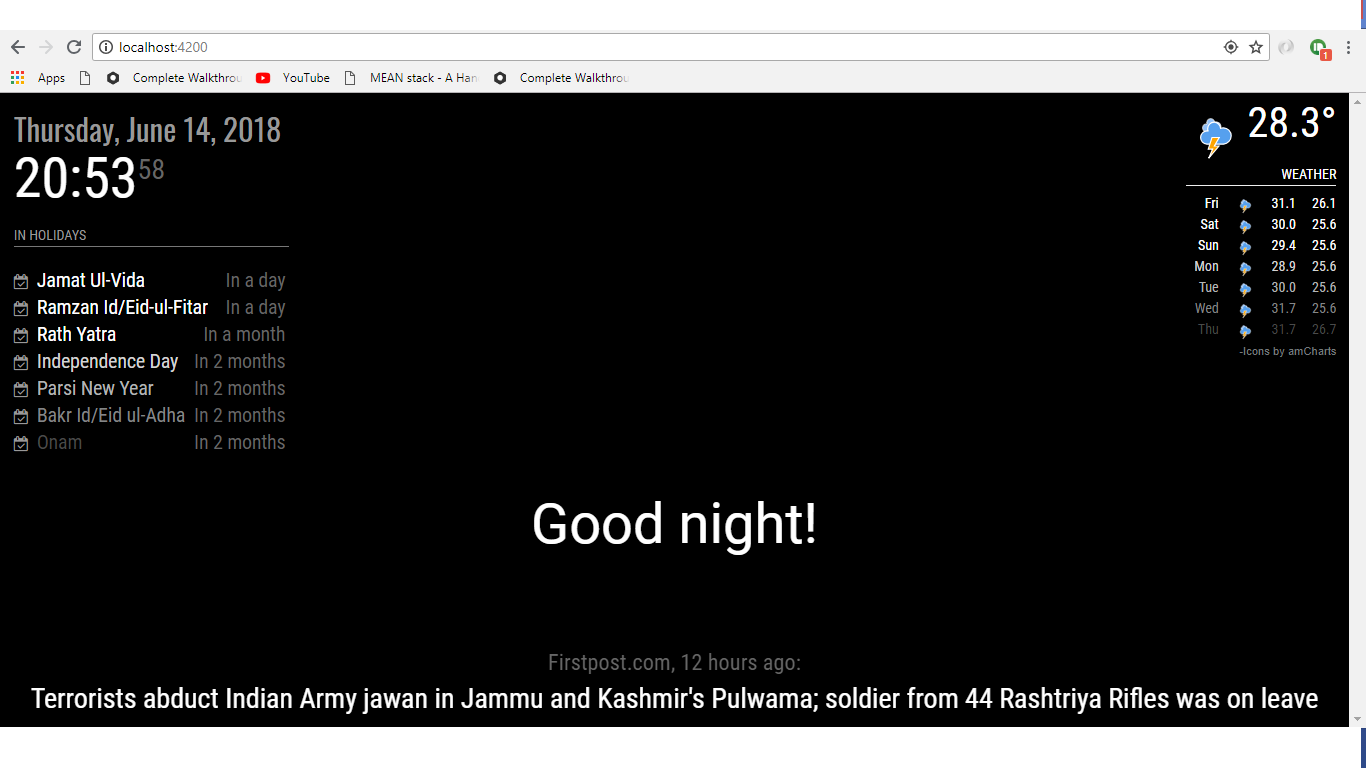 localhost:4200
Apps Complete Walkthrou YouTube MEAN stack - A Han Complete Walkthrou
1
Thursday, June 14, 2018
20:53 58
IN HOLIDAYS
Jamat Ul-Vida In a day
Ramzan Id/Eid-ul-Fitar In a day
Rath Yatra In a month
Independence Day In 2 months
Parsi New Year In 2 months
Bakr Id/Eid ul-Adha In 2 months
Onam In 2 months
28.3°
WEATHER
Fri 31.1 26.1
Sat 30.0 25.6
Sun 29.4 25.6
Mon 28.9 25.6
Tue 30.0 25.6
Wed 31.7 25.6
Thu 31.7 26.7
-Icons by amCharts
Good night!
Firstpost.com, 12 hours ago:
Terrorists abduct Indian Army jawan in Jammu and Kashmir's Pulwama; soldier from 44 Rashtriya Rifles was on leave